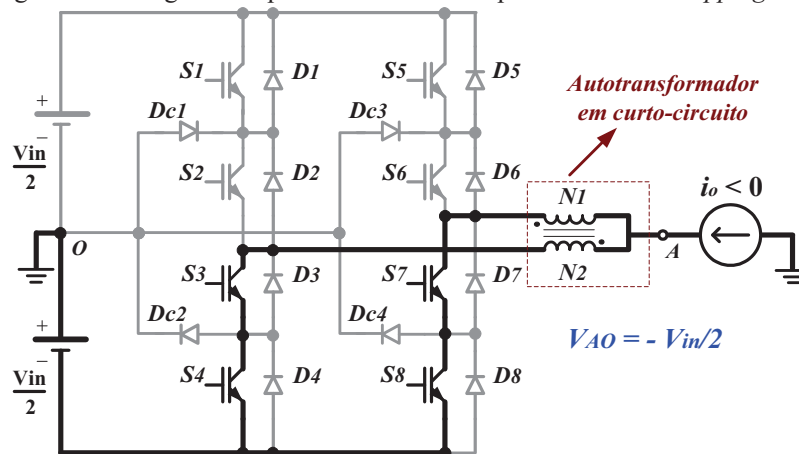 S1
D1
S5
D5
Autotransformador
em curto-circuito
+
Dc1
Dc3
–
Vin
2
S2
D2
S6
D6
N1
io < 0
O
A
N2
S3
D3
S7
D7
+
Dc2
Dc4
–
VAO = - Vin/2
Vin
2
S4
D4
S8
D8